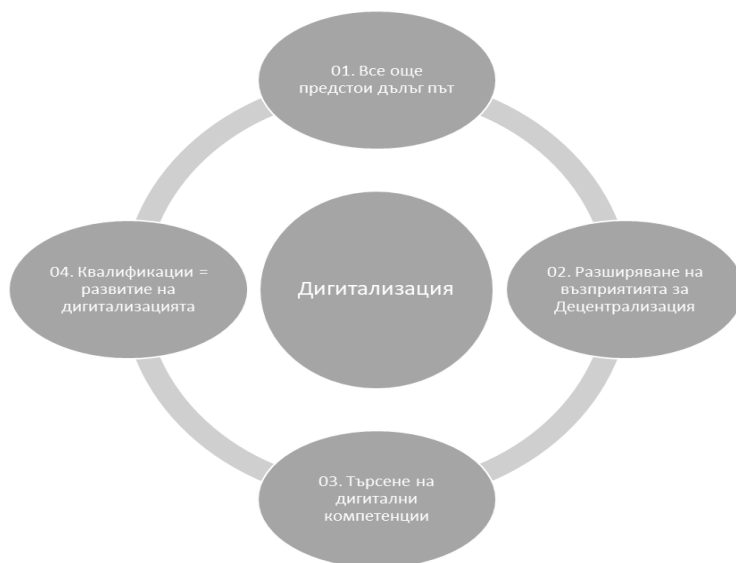 01. Все още
предстои дълъг път
Дигитализация
02. Разширяване на
възприятията за
Децентрализация
03. Търсене на
дигитални
компетенции
04. Квалификации =
развитие на
дигитализацията